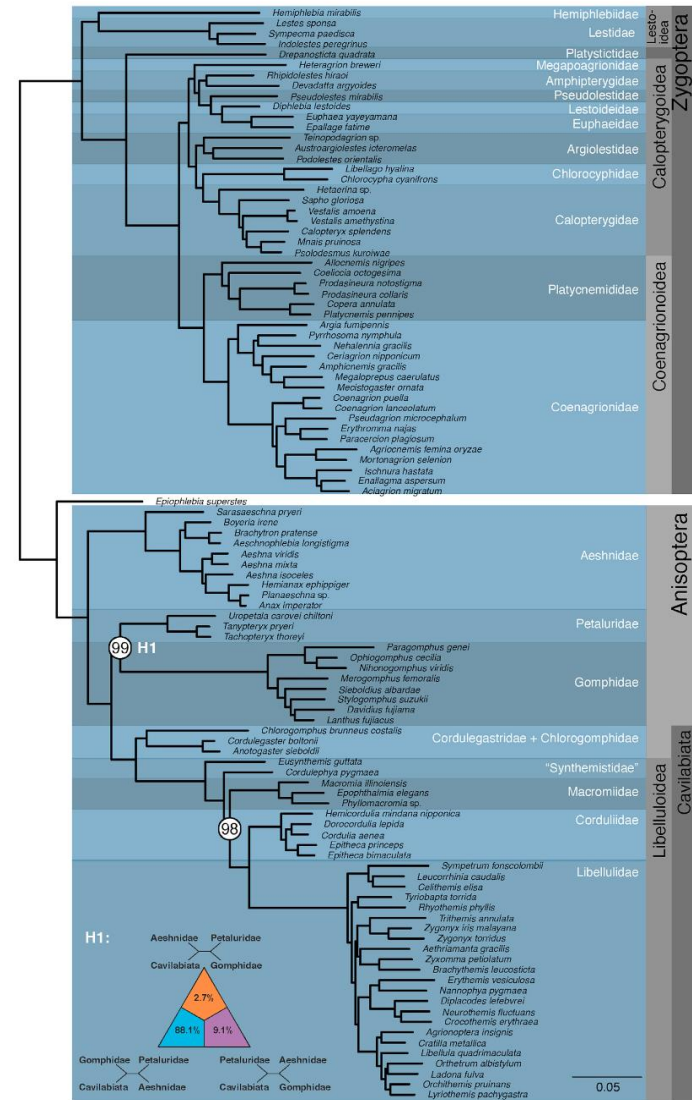 Hemiphlebia mirabilis
Hemiphlebiidae
Lestes sponsa
Sympecma paedisca
Lestidae
Indolestes peregrinus
Lesto-
idea
Drepanosticta quadrata
Platystictidae
Heteragrion breweri
Megapoagrionidae
Rhipidolestes hiraoi
Amphipterygidae
Devadatta argyoides
Pseudolestes mirabilis
Pseudolestidae
Diphlebia lestoides
Lestoideidae
Euphaea yayeyamana
Euphaeidae
Epallage fatime
Teinopodagrion sp.
Austroargiolestes icteromelas
Argiolestidae
Podolestes orientalis
Libellago hyalina
Chlorocyphidae
Chlorocypha cyanifrons
Hetaerina sp.
Sapho gloriosa
Vestalis amoena
Calopterygidae
Vestalis amethystina
Calopteryx splendens
Mnais pruinosa
Psolodesmus kuroiwae
Calopterygoidea
Zygoptera
Allocnemis nigripes
Coeliccia octogesima
Prodasineura notostigma
Platycnemididae
Prodasineura collaris
Copera annulata
Platycnemis pennipes
Argia fumipennis
Pyrrhosoma nymphula
Nehalennia gracilis
Ceriagrion nipponicum
Amphicnemis gracilis
Megaloprepus caerulatus
Mecistogaster ornata
Coenagrion puella
Coenagrionidae
Coenagrion lanceolatum
Pseudagrion microcephalum
Erythromma najas
Paracercion plagiosum
Agriocnemis femina oryzae
Mortonagrion selenion
Ischnura hastata
Enallagma aspersum
Aciagrion migratum
Coenagrionoidea
Epiophlebia superstes
Sarasaeschna pryeri
Boyeria irene
Brachytron pratense
Aeschnophlebia longistigma
Aeshna viridis
Aeshnidae
Aeshna mixta
Aeshna isoceles
Hemianax ephippiger
Planaeschna sp.
Anax imperator
Anisoptera
Uropetala carovei chiltoni
Tanypteryx pryeri
Petaluridae
Tachopteryx thoreyi
99 H1
Paragomphus genei
Ophiogomphus cecilia
Nihonogomphus viridis
Merogomphus femoralis
Gomphidae
Sieboldius albardae
Stylogomphus suzukii
Davidius fujiama
Lanthus fujiacus
Chlorogomphus brunneus costalis
Cordulegaster boltonii
Cordulegastridae + Chlorogomphidae
Anotogaster sieboldii
Eusynthemis guttata
"Synthemistidae"
Cordulephya pygmaea
Macromia illinoiensis
Epophthalmia elegans
Macromiidae
Phyllomacromia sp.
98
Hemicordulia mindana nipponica
Corduliidae
Dorocordulia lepida
Cordulia aenea
Epitheca princeps
Epitheca bimaculata
Libelluloidea
Cavilabiata
Sympetrum fonscolombii
Libellulidae
Leucorrhinia caudalis
Celithemis elisa
Tyriobapta torrida
Rhyothemis phyllis
Trithemis annulata
Zygonyx iris malayana
Zygonyx torridus
Aethriamanta gracilis
Zyxomma petiolatum
Brachythemis leucosticta
Erythemis vesiculosa
Nannophya pygmaea
Diplacodes lefebvrei
Neurothemis fluctuans
Crocothemis erythraea
Agrionoptera insignis
Cratilla metallica
Libellula quadrimaculata
Orthetrum albistylum
Ladona fulva
Orchithemis pruinans
Lyriothemis pachygastra
H1:
Aeshnidae Petaluridae
Cavilabiata Gomphidae
2.7%
88.1% 9.1%
Gomphidae Petaluridae
Cavilabiata Aeshnidae
Petaluridae Aeshnidae
Cavilabiata Gomphidae
0.05